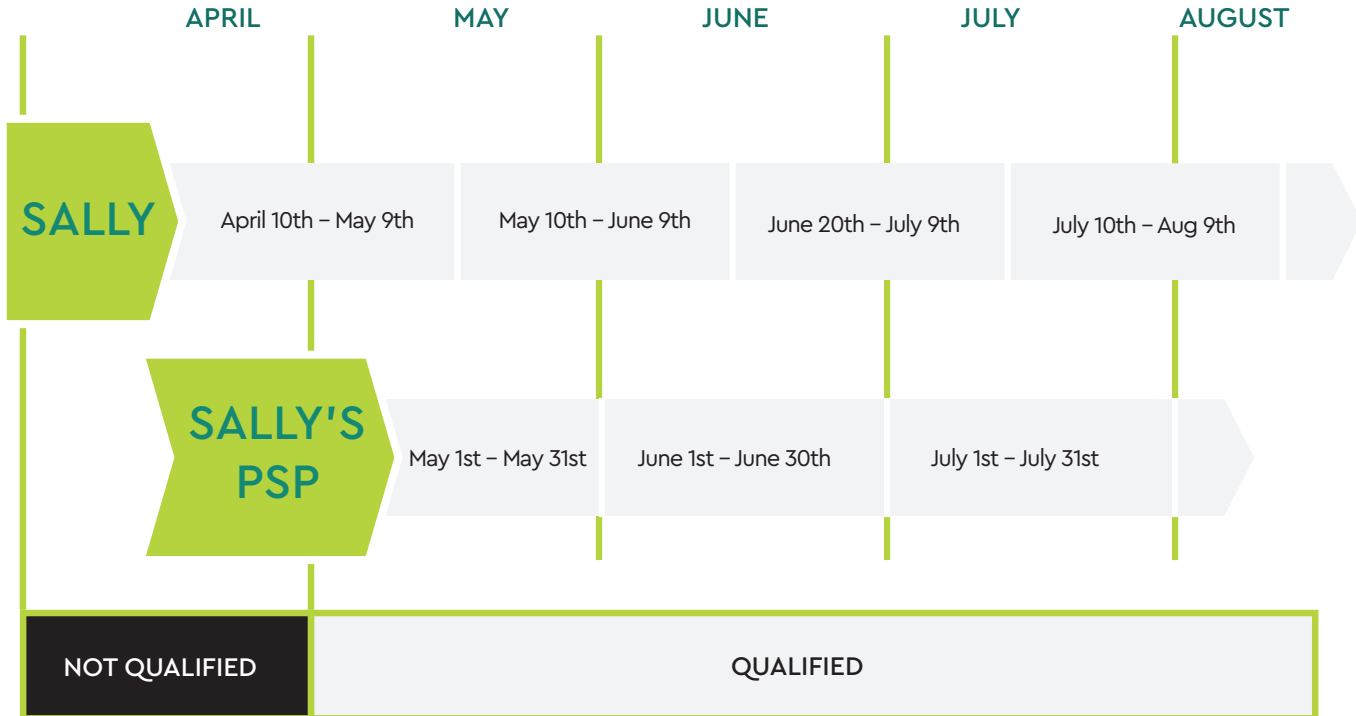 APRIL MAY JUNE JULY AUGUST
SALLY
April 10th – May 9th
May 10th – June 9th
June 20th – July 9th
July 10th – Aug 9th
SALLY'S
PSP
May 1st – May 31st
June 1st – June 30th
July 1st – July 31st
NOT QUALIFIED
QUALIFIED